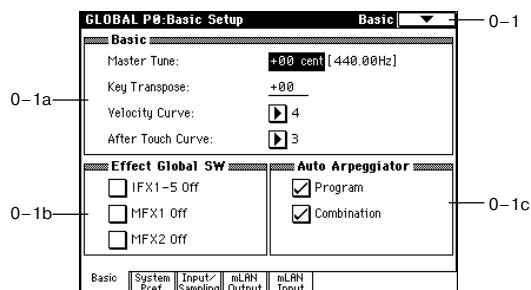 GLOBAL P0:Basic Setup Basic
0–1
Basic
Master Tune: +00 cent [440.00Hz]
Key Transpose: +00
0–1a
Velocity Curve: 4
After Touch Curve: 3
Effect Global SW
Auto Arpeggiator
IFX1-5 Off
Program
0–1b
MFX1 Off
Combination
0–1c
MFX2 Off
Basic
System Pref.
Input/ Sampling
mLAN Output
mLAN Input